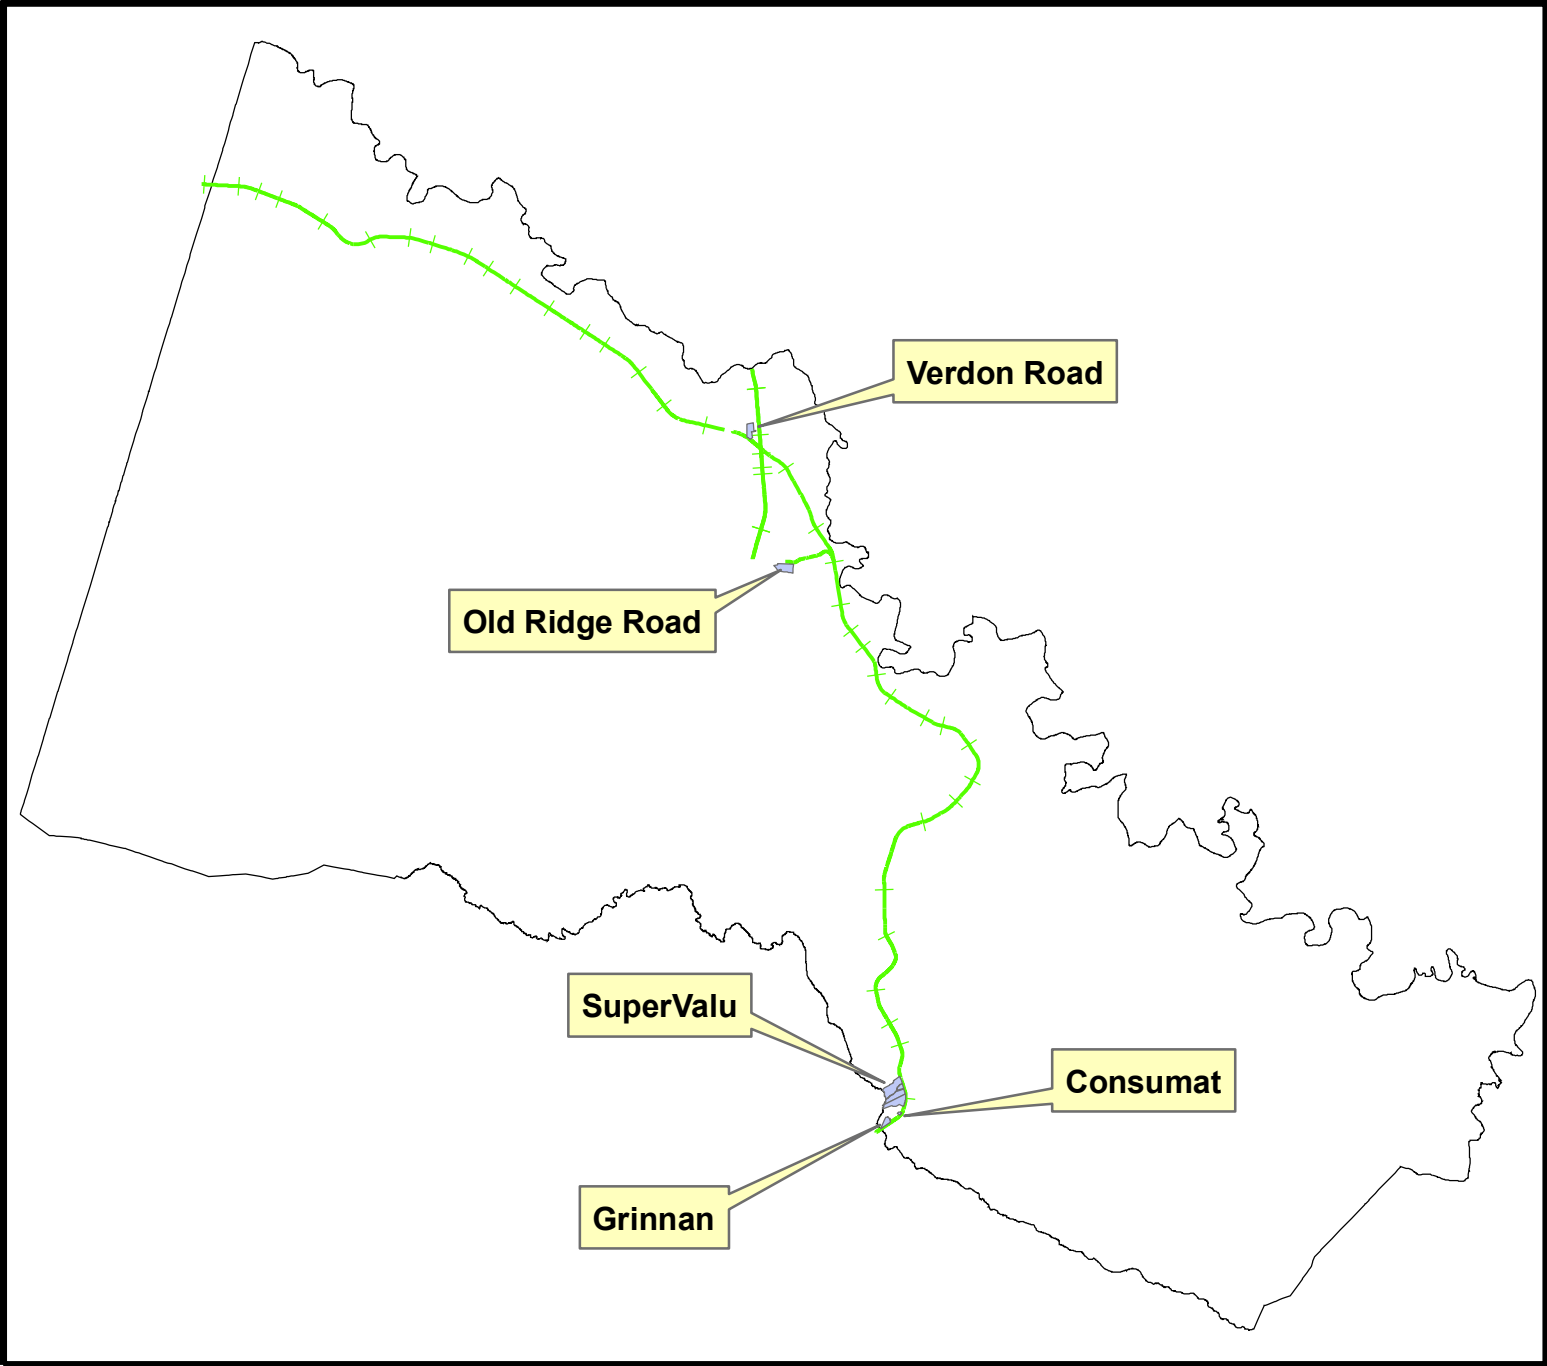 Verdon Road
Old Ridge Road
SuperValu
Consumat
Grinnan